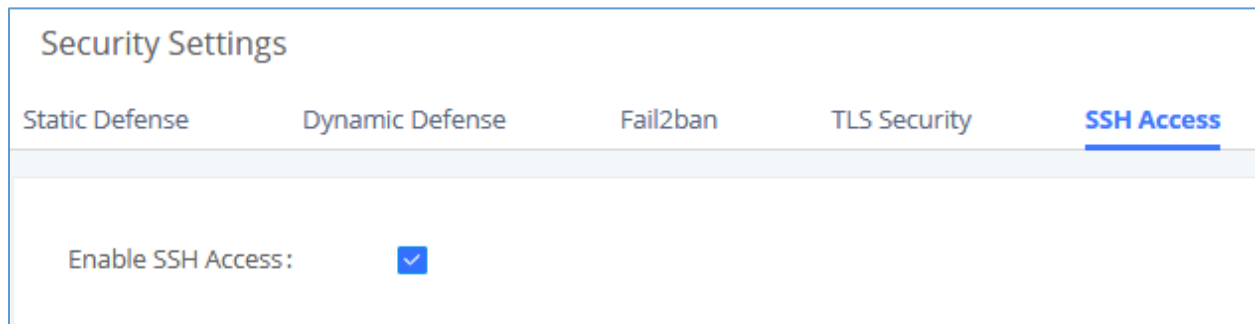 Security Settings
Static Defense Dynamic Defense Fail2ban TLS Security SSH Access
Enable SSH Access: